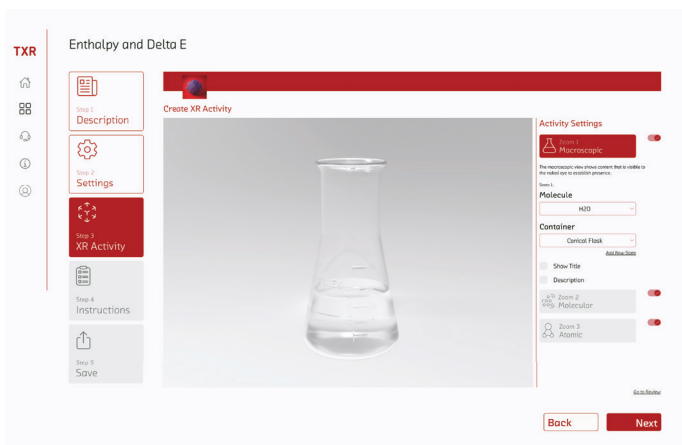 TXR
Enthalpy and Delta E
Step 1
Description
Step 2
Settings
Step 3
XR Activity
Step 4
Instructions
Step 5
Save
Create XR Activity
Activity Settings
Zoom 1
Macroscopic
The macroscopic view shows content that is visible to
the naked eye to establish presence.
State 1.
Molecule
H2O
Container
Conical Flask
Add New State
Show Title
Description
Zoom 2
Molecular
Zoom 3
Atomic
Go to Review
Back
Next